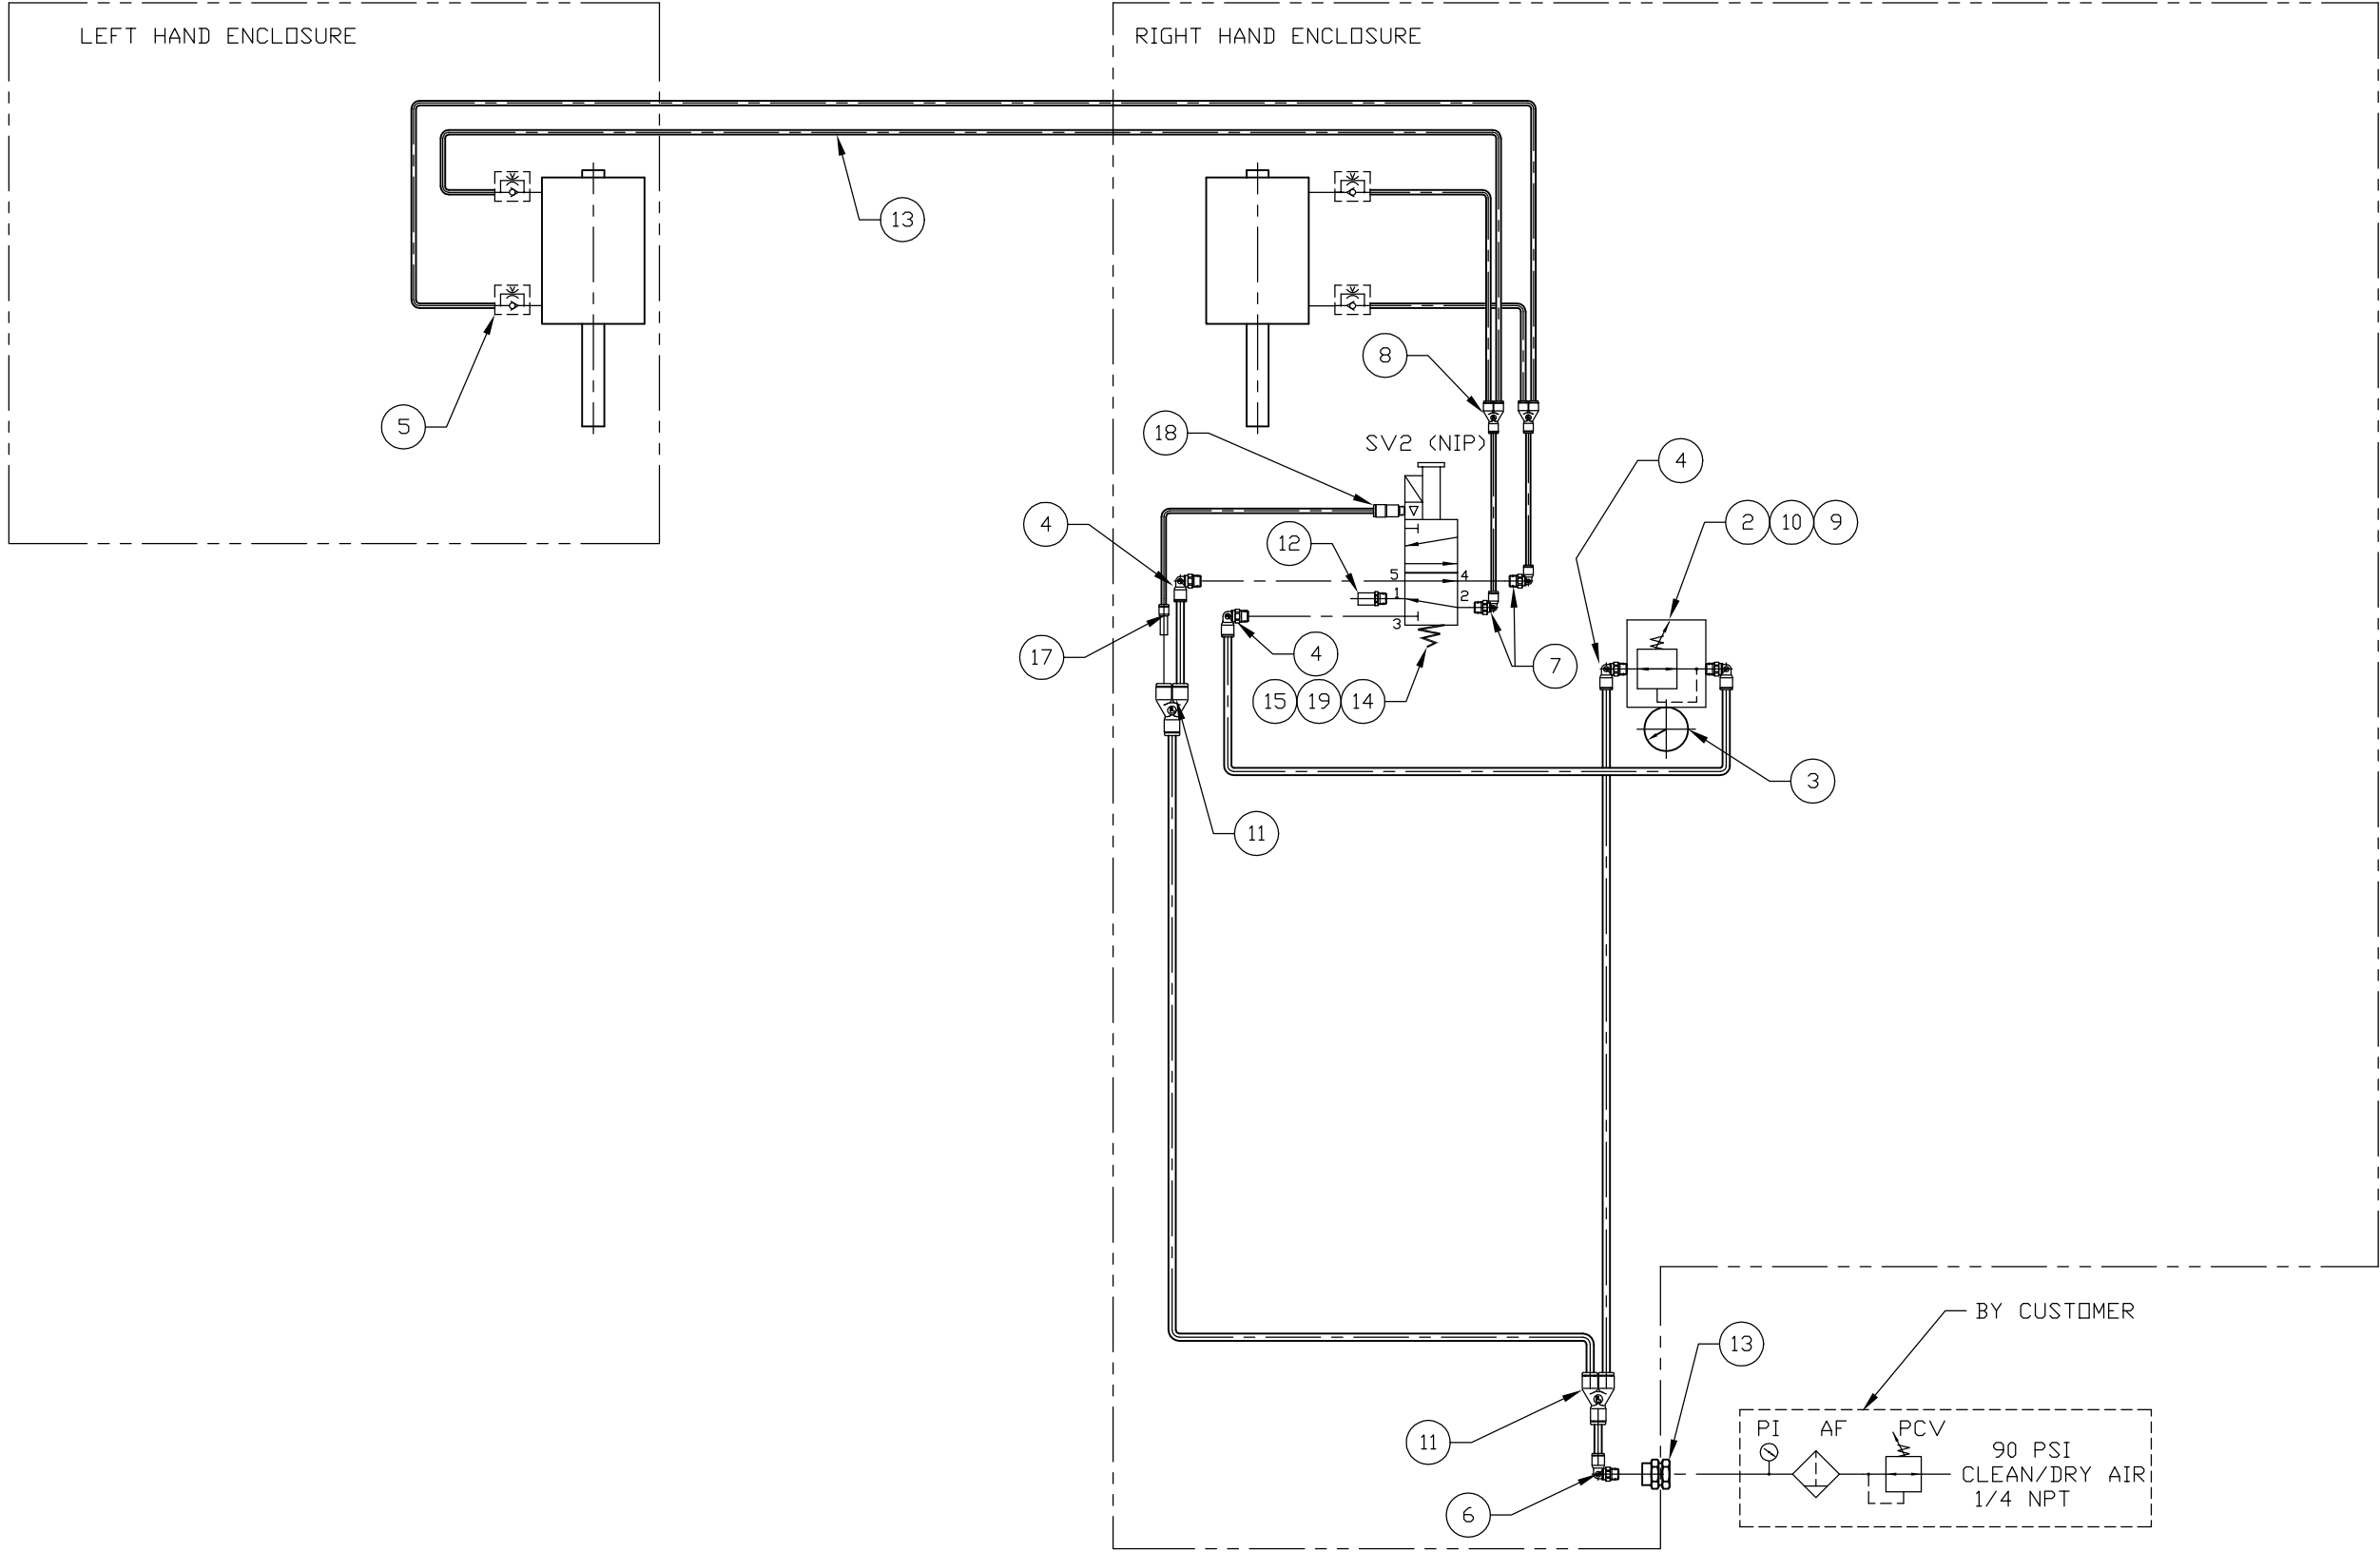 LEFT HAND ENCLOSURE
RIGHT HAND ENCLOSURE
13
5
8
18
SV2 (NIP)
4
4
2 10 9
12
5 4
1 2
3
17
4
7
15 19 14
3
11
BY CUSTOMER
13
11
PI AF PCV
90 PSI
CLEAN/DRY AIR
1/4 NPT
6